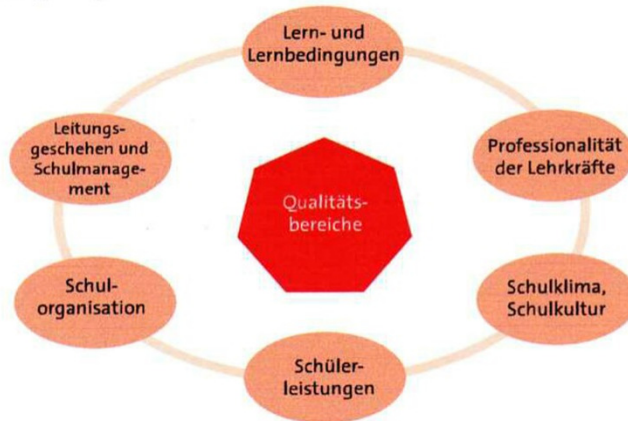 Lern- und
Lernbedingungen
Leitungs-
geschehen und
Schulmanage-
ment
Professionalität
der Lehrkräfte
Qualitäts-
bereiche
Schul-
organisation
Schulklima,
Schulkultur
Schüler-
leistungen